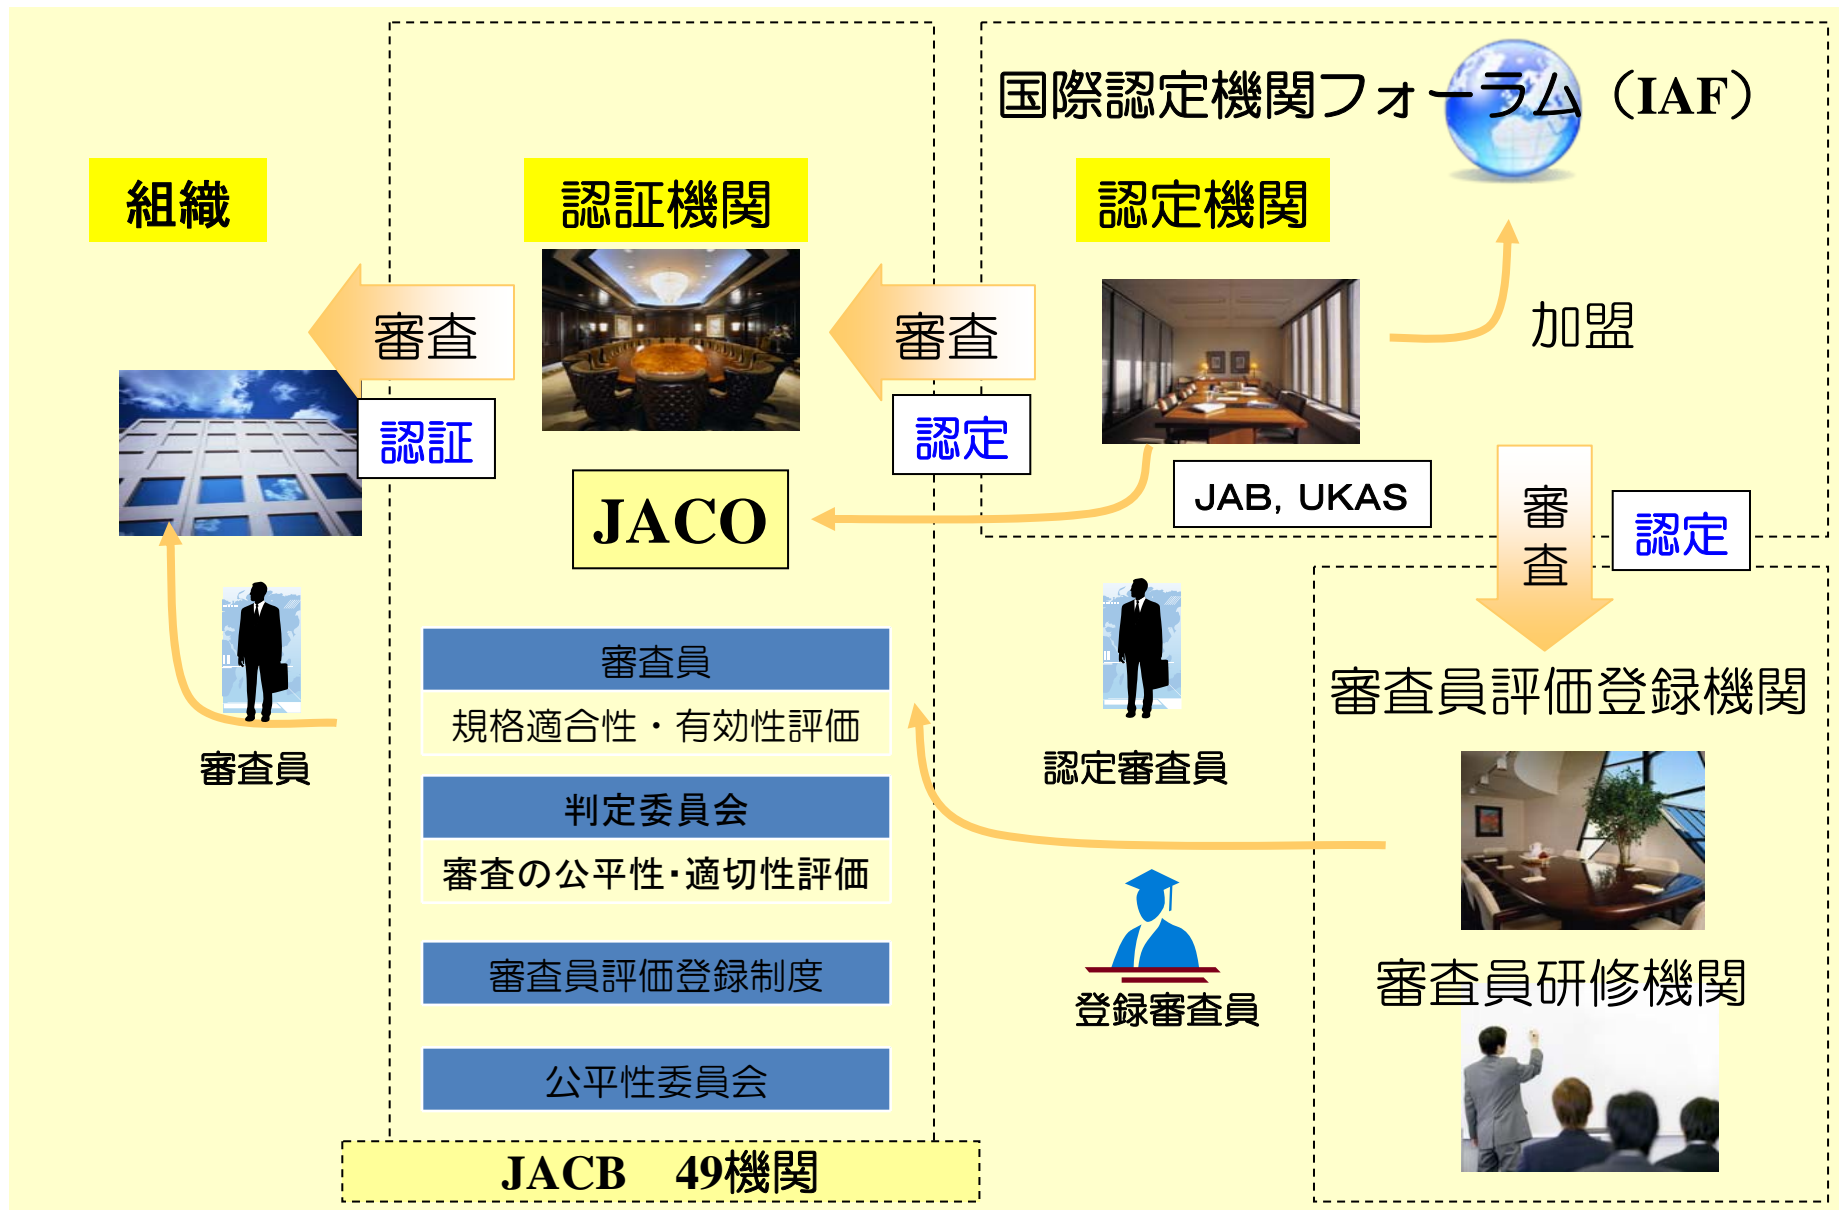 国際認定機関フォーラム（IAF）
組織
認証機関
認定機関
審査
審査
加盟
認証
認定
JACO
JAB, UKAS
審査
認定
審査員
規格適合性・有効性評価
審査員
認定審査員
審査員評価登録機関
判定委員会
審査の公平性・適切性評価
審査員評価登録制度
登録審査員
審査員研修機関
公平性委員会
JACB　49機関